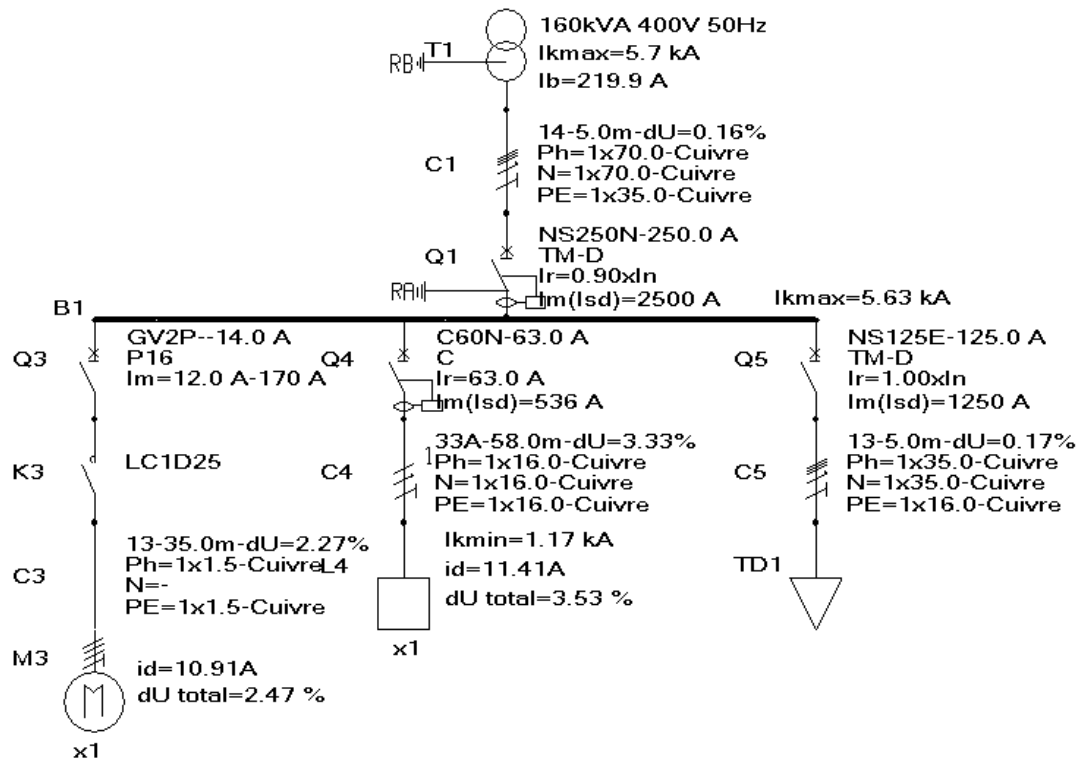 160kVA 400V 50Hz
T1
Ikmax=5.7 kA
RB
Ib=219.9 A
14-5.0m-dU=0.16%
C1
Ph=1x70.0-Cuivre
N=1x70.0-Cuivre
PE=1x35.0-Cuivre
NS250N-250.0 A
Q1
TM-D
Ir=0.90xIn
RA
Im(Isd)=2500 A
B1
Ikmax=5.63 kA
GV2P--14.0 A
Q3
P16
Im=12.0 A-170 A
C60N-63.0 A
Q4
C
Ir=63.0 A
Im(Isd)=536 A
NS125E-125.0 A
Q5
TM-D
Ir=1.00xIn
Im(Isd)=1250 A
K3
LC1D25
33A-58.0m-dU=3.33%
1
C4
Ph=1x16.0-Cuivre
N=1x16.0-Cuivre
PE=1x16.0-Cuivre
13-5.0m-dU=0.17%
C5
Ph=1x35.0-Cuivre
N=1x35.0-Cuivre
PE=1x16.0-Cuivre
13-35.0m-dU=2.27%
C3
Ph=1x1.5-Cuivre
N=-
PE=1x1.5-Cuivre
L4
Ikmin=1.17 kA
id=11.41A
dU total=3.53 %
x1
TD1
M3
id=10.91A
dU total=2.47 %
M
x1